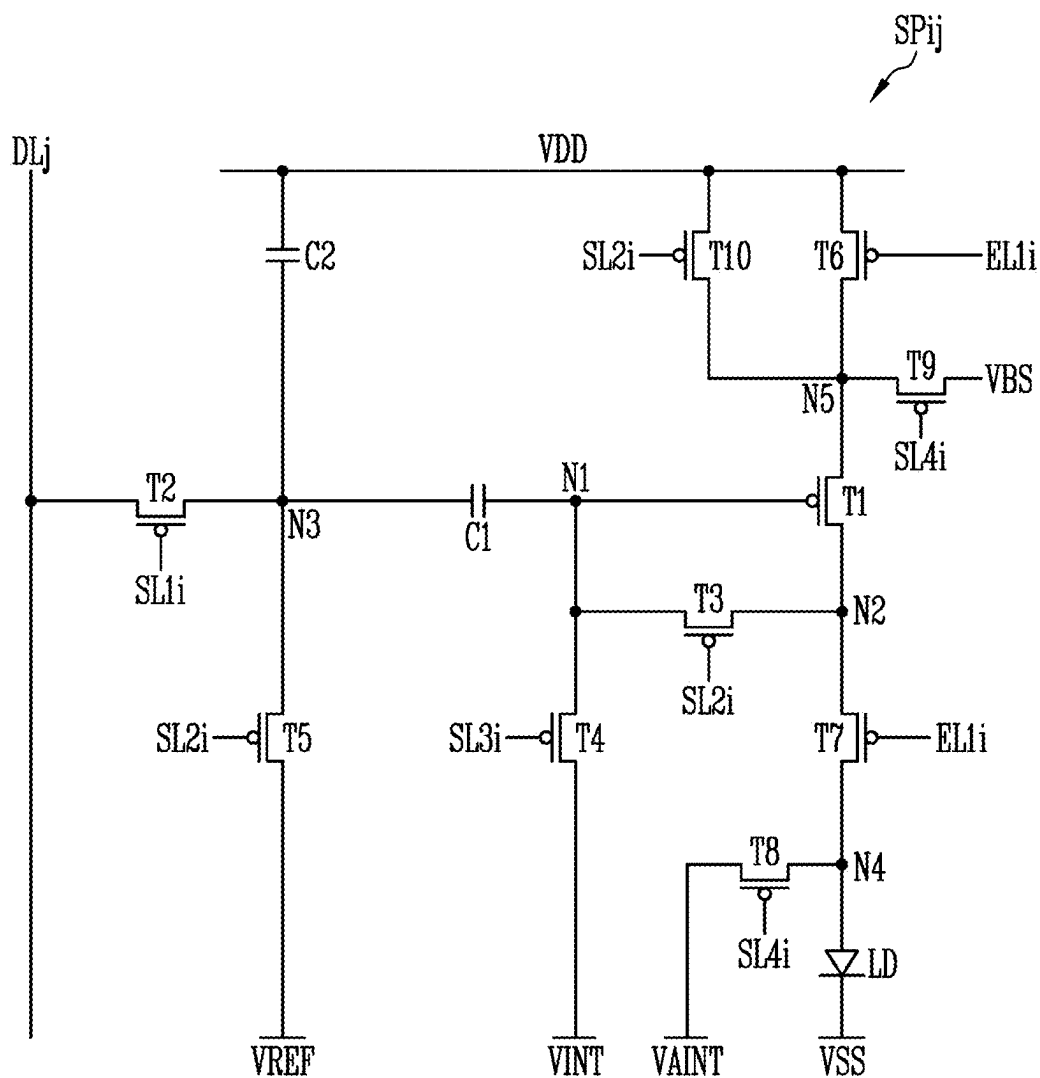 SPij
DLj
VDD
C2
SL2i
T10
T6
EL1i
T9
VBS
N5
SL4i
T2
N3
C1
N1
T1
SL1i
T3
N2
SL2i
SL2i
T5
SL3i
T4
T7
EL1i
T8
N4
SL4i
LD
VREF
VINT
VAINT
VSS